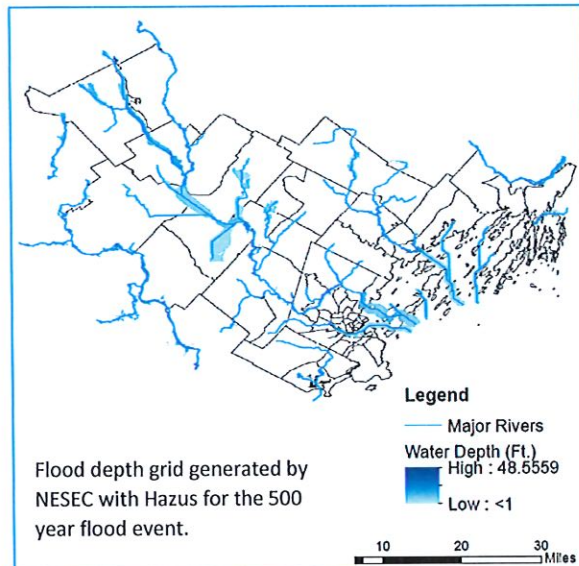 Legend
Major Rivers
Water Depth (Ft.)
High : 48.5559
Low : <1
Flood depth grid generated by
NESEC with Hazus for the 500
year flood event.
10 20 30
Miles